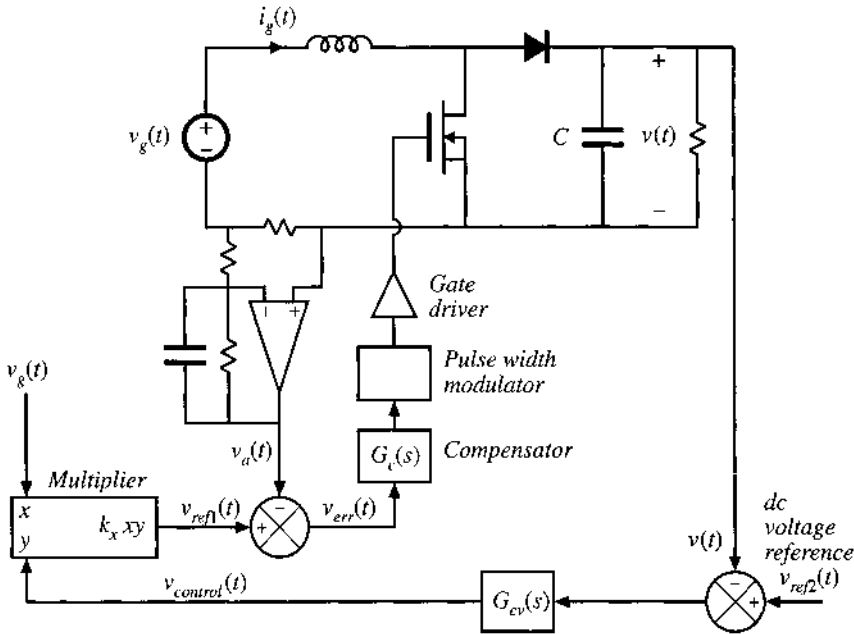 i_g(t)
v_g(t)
+
−
C
v(t)
+
−
Gate
driver
− +
Pulse width
modulator
v_g(t)
v_a(t)
G_c(s)
Compensator
Multiplier
x
y
k_x xy
v_ref1(t)
+
−
v_err(t)
dc
voltage
reference
v(t)
v_control(t)
G_cv(s)
−
+
v_ref2(t)